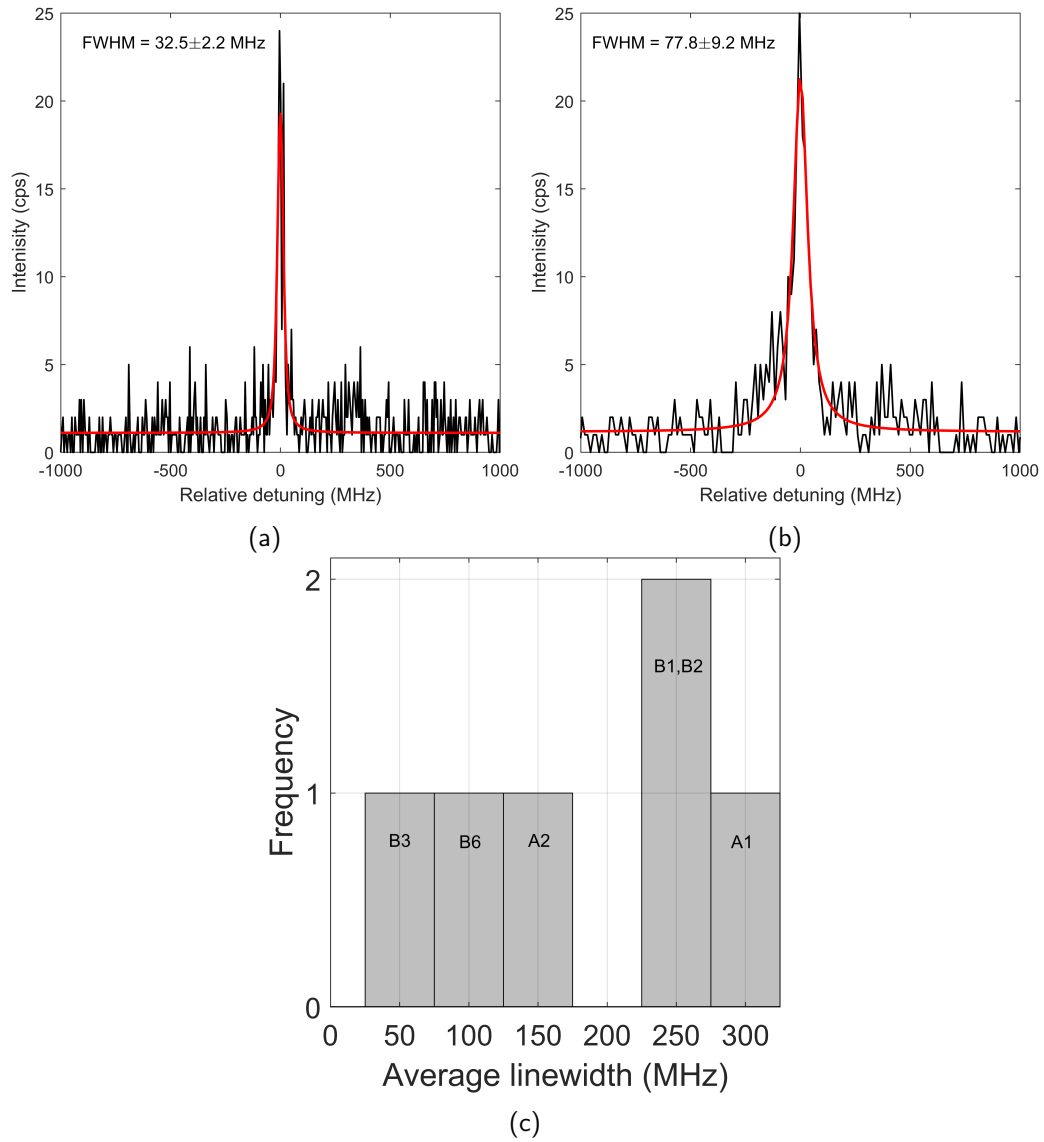 FWHM = 32.5±2.2 MHz
Intenisity (cps)
25
20
15
10
5
0
-1000 -500 0 500 1000
Relative detuning (MHz)
(a)
FWHM = 77.8±9.2 MHz
Intenisity (cps)
25
20
15
10
5
0
-1000 -500 0 500 1000
Relative detuning (MHz)
(b)
Frequency
2
1
0
B1,B2
B3 B6 A2 A1
0 50 100 150 200 250 300
Average linewidth (MHz)
(c)